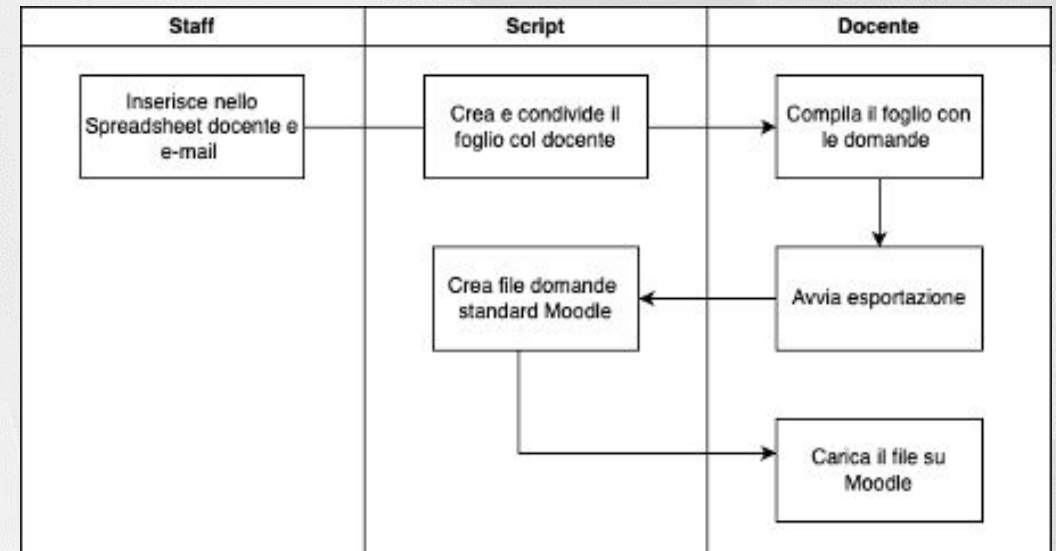 Staff
Script
Docente
Inserisce nello
Spreadsheet docente e
e-mail
Crea e condivide il
foglio col docente
Compila il foglio con
le domande
Crea file domande
standard Moodle
Avvia esportazione
Carica il file su
Moodle